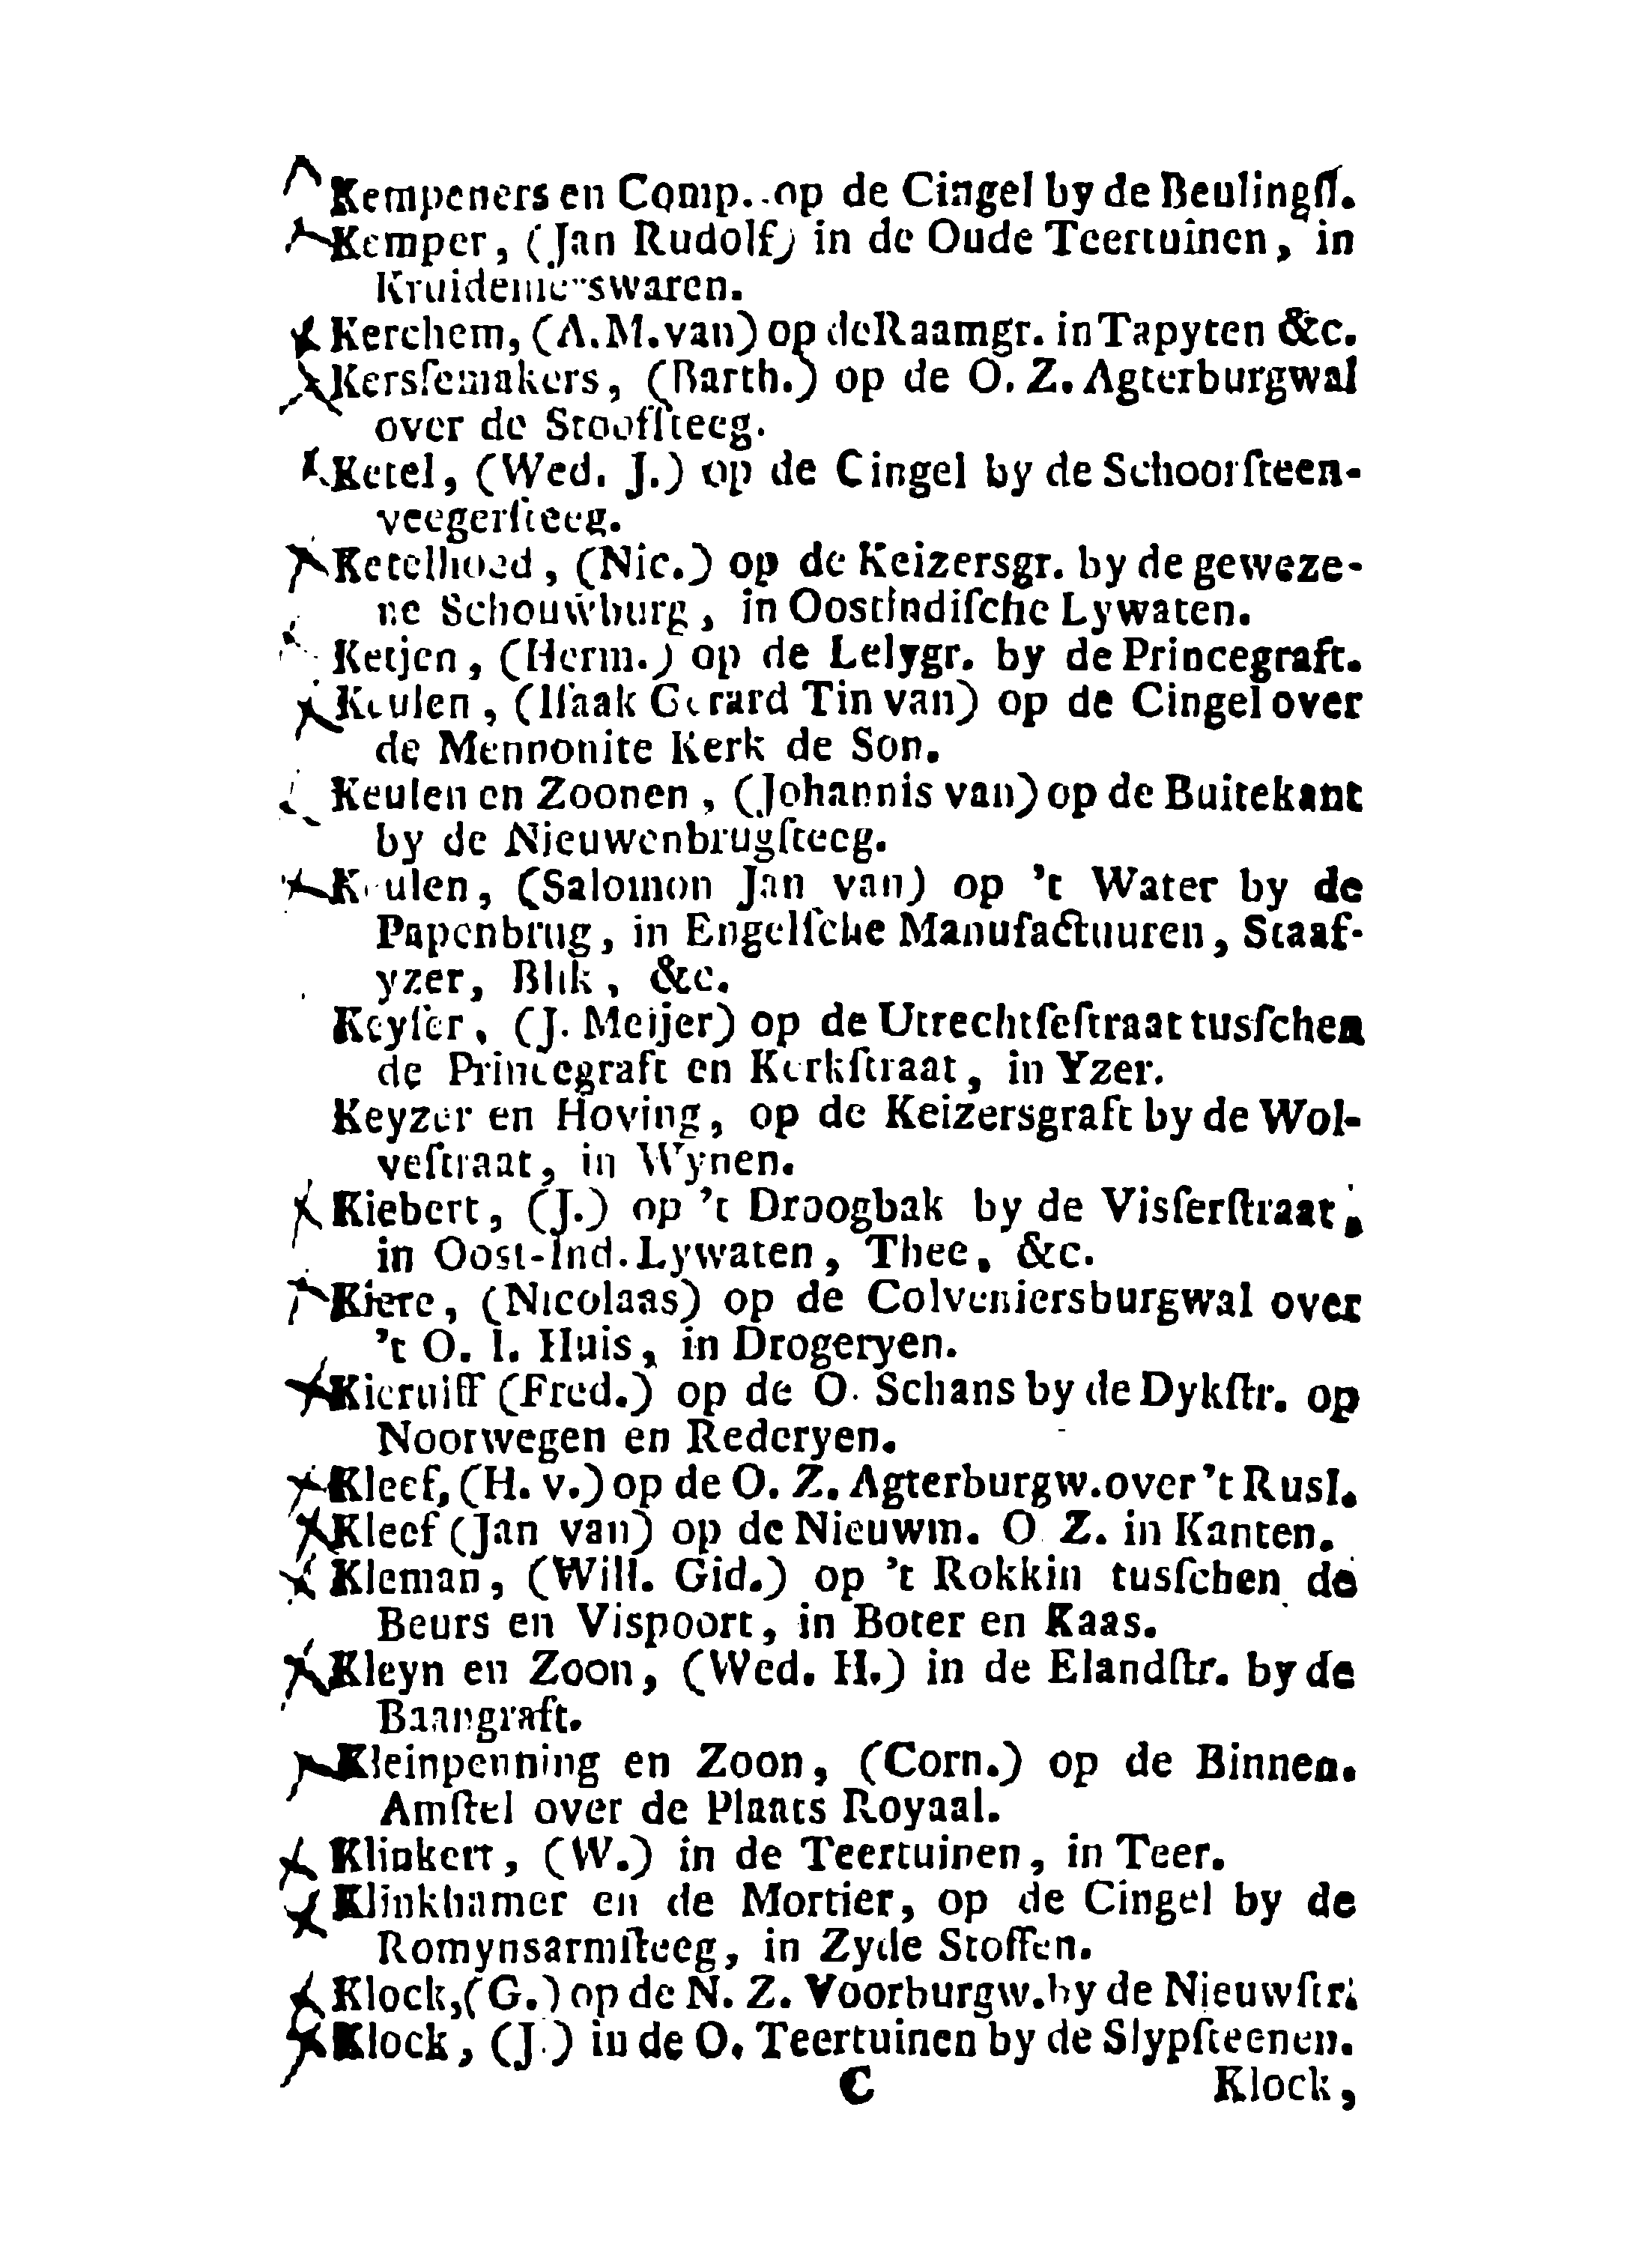 Kempeners en Comp. op de Cingel by de Beulingſl.
Kemper, (Jan Rudolf) in de Oude Teertuinen, in
Kruidenierswaren.
Kerchem, (A.M. van) op de Raamgr. in Tapyten &c.
Kersſemakers, (Barth.) op de O. Z. Agterburgwal
over de Stoofſteeg.
Ketel, (Wed. J.) op de Cingel by de Schoorſteen-
veegerſteeg.
Ketelhoed, (Nic.) op de Keizersgr. by de geweze-
ne Schouwburg, in Oostindiſche Lywaten.
Ketjen, (Herm.) op de Lelygr. by de Princegraft.
Keulen, (Iſaak Gerard Tin van) op de Cingel over
de Mennonite Kerk de Son.
Keulen en Zoonen, (Johannis van) op de Buitekant
by de Nieuwenbrugſteeg.
Keulen, (Salomon Jan van) op 't Water by de
Papenbrug, in Engelſche Manufactuuren, Staaf-
yzer, Blik, &c.
Keyſer, (J. Meijer) op de Utrechtſeſtraat tusſchen
de Princegraft en Kerkſtraat, in Yzer.
Keyzer en Hoving, op de Keizersgraft by de Wol-
veſtraat, in Wynen.
Kiebert, (J.) op 't Droogbak by de Visſerſtraat,
in Oost-Ind. Lywaten, Thee, &c.
Kiere, (Nicolaas) op de Colveniersburgwal over
't O. I. Huis, in Drogeryen.
Kieruiff (Fred.) op de O. Schans by de Dykſtr. op
Noorwegen en Rederyen.
Kleef, (H. v.) op de O. Z. Agterburgw. over 't Rusl.
Kleef (Jan van) op de Nieuwm. O Z. in Kanten.
Kleman, (Will. Gid.) op 't Rokkin tusſchen de
Beurs en Vispoort, in Boter en Kaas.
Kleyn en Zoon, (Wed. H.) in de Elandſtr. by de
Baangraft.
Kleinpenning en Zoon, (Corn.) op de Binnen.
Amſtel over de Plaats Royaal.
Klinkert, (W.) in de Teertuinen, in Teer.
Klinkhamer en de Mortier, op de Cingel by de
Romynsarmſteeg, in Zyde Stoffen.
Klock, (G.) op de N. Z. Voorburgw. by de Nieuwſtr.
Klock, (J.) in de O. Teertuinen by de Slypſteenen.
C Klock,